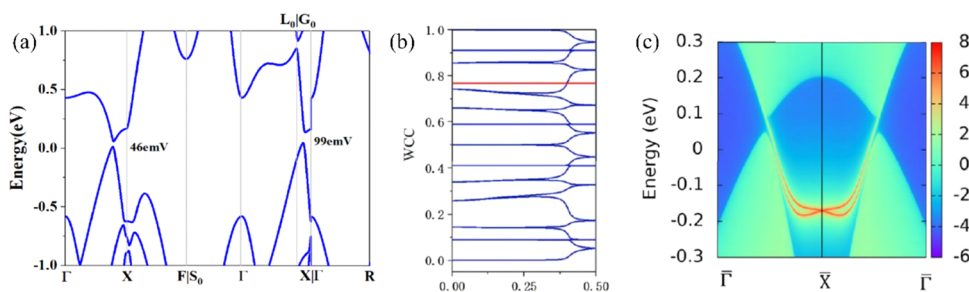 (a)
L₀|G₀
Energy(eV)
1.0
0.5
0.0
-0.5
-1.0
46emV
99emV
Γ X F|S₀ Γ X|Γ R
(b)
WCC
1.0
0.8
0.6
0.4
0.2
0.0
0.00 0.25 0.50
(c)
Energy (eV)
0.3
0.2
0.1
0
-0.1
-0.2
-0.3
Γ̄ X̄ Γ̄
8
6
4
2
0
-2
-4
-6